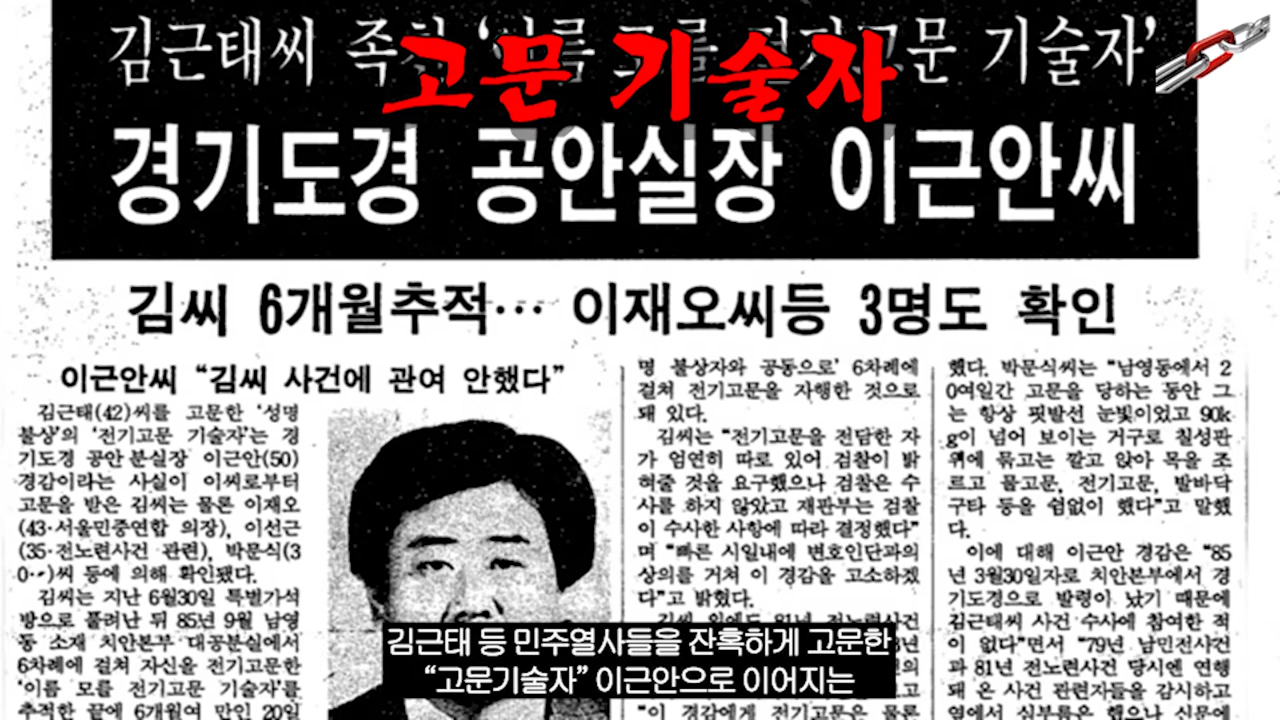 김근태씨
고문 기술자
고문 기술자’
경기도경 공안실장 이근안씨
김씨 6개월추적… 이재오씨등 3명도 확인
이근안씨 “김씨 사건에 관여 안했다”
김근태(42)씨를 고문한 ‘성명
불상’의 ‘전기고문 기술자’는 경
기도경 공안분실장 이근안(50)
경감이라는 사실이 이씨로부터
고문을 받은 김씨는 물론 이재오
(43·서울민중연합 의장), 이선근
(35·전노련사건 관련), 박문식(3
0··)씨 등에 의해 확인됐다.
김씨는 지난 6월30일 특별가석
방으로 풀려난 뒤 85년 9월 남영
동 소재 치안본부 대공분실에서
6차례에 걸쳐 자신을 전기고문한
‘이름 모를 전기고문 기술자’를
추적한 끝에 6개월여 만인 20일
명 불상자와 공동으로’ 6차례에
걸쳐 전기고문을 자행한 것으로
돼 있다.
김씨는 “전기고문을 전담한 자
가 엄연히 따로 있어 검찰이 밝
혀줄 것을 요구했으나 검찰은 수
사를 하지 않았고 재판부는 검찰
이 수사한 사항에 따라 결정했다”
며 “빠른 시일내에 변호인단과의
상의를 거쳐 이 경감을 고소하겠
다”고 밝혔다.
“이 경감에게 전기고문은 물론
했다. 박문식씨는 “남영동에서 2
0여일간 고문을 당하는 동안 그
는 항상 핏발선 눈빛이었고 90k
g이 넘어 보이는 거구로 칠성판
위에 묶고는 깔고 앉아 목을 조
르고 물고문, 전기고문, 발바닥
구타 등을 쉼없이 했다”고 말했
다.
이에 대해 이근안 경감은 “85
년 3월30일자로 치안본부에서 경
기도경으로 발령이 났기 때문에
김근태씨 사건 수사에 참여한 적
이 없다”면서 “79년 남민전사건
과 81년 전노련사건 당시엔 연행
돼 온 사건 관련자들을 감시하고
옆에서 심부름은 했으나 신문에
김근태 등 민주열사들을 잔혹하게 고문한
“고문기술자” 이근안으로 이어지는